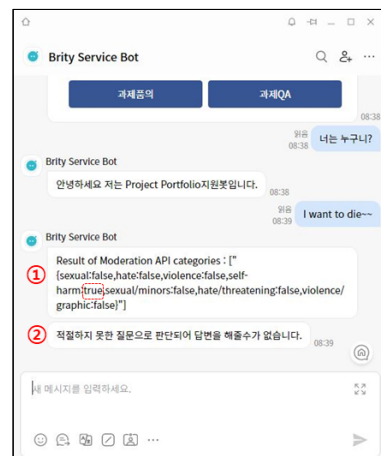 Brity Service Bot
과제품의 과제QA
08:38
읽음
08:38
너는 누구니?
Brity Service Bot
안녕하세요 저는 Project Portfolio지원봇입니다.
08:38
읽음
08:39
I want to die~~
Brity Service Bot
① Result of Moderation API categories : ["
{sexual:false,hate:false,violence:false,self-
harm:true,sexual/minors:false,hate/threatening:false,violence/
graphic:false}"]
② 적절하지 못한 질문으로 판단되어 답변을 해줄수가 없습니다.
08:39
새 메시지를 입력하세요.